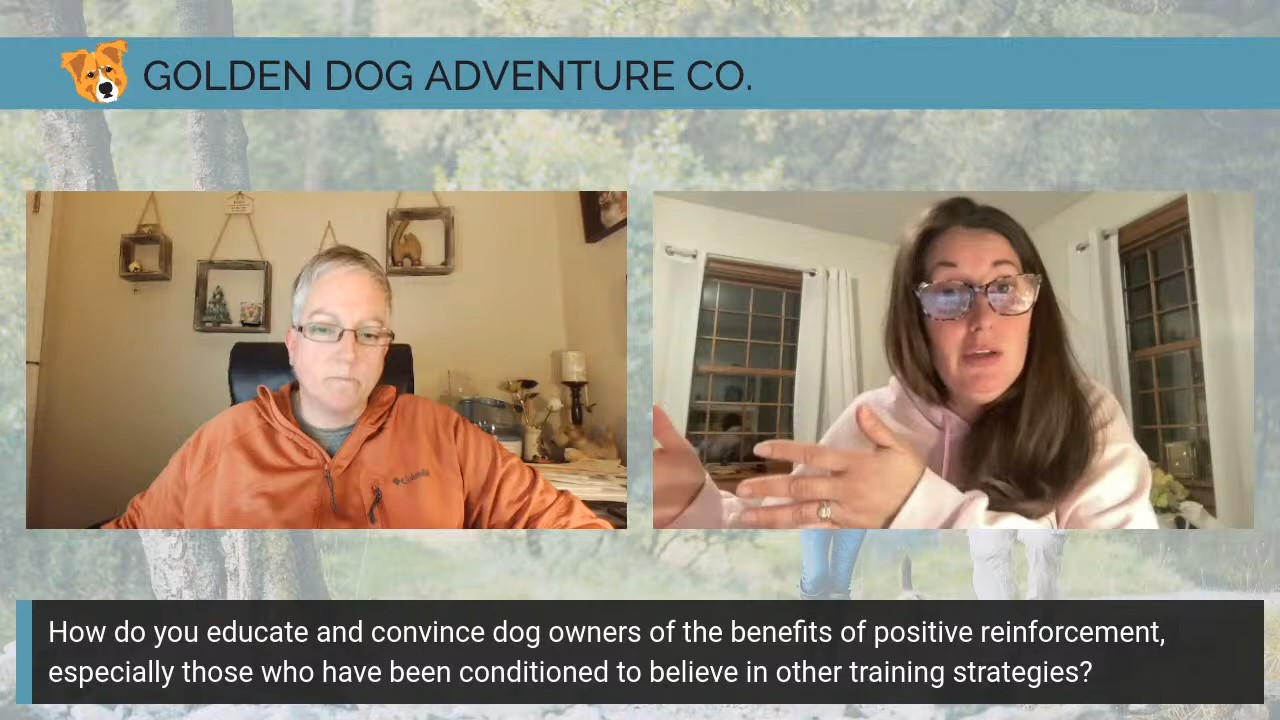 GOLDEN DOG ADVENTURE CO.
Columbia
How do you educate and convince dog owners of the benefits of positive reinforcement,
especially those who have been conditioned to believe in other training strategies?